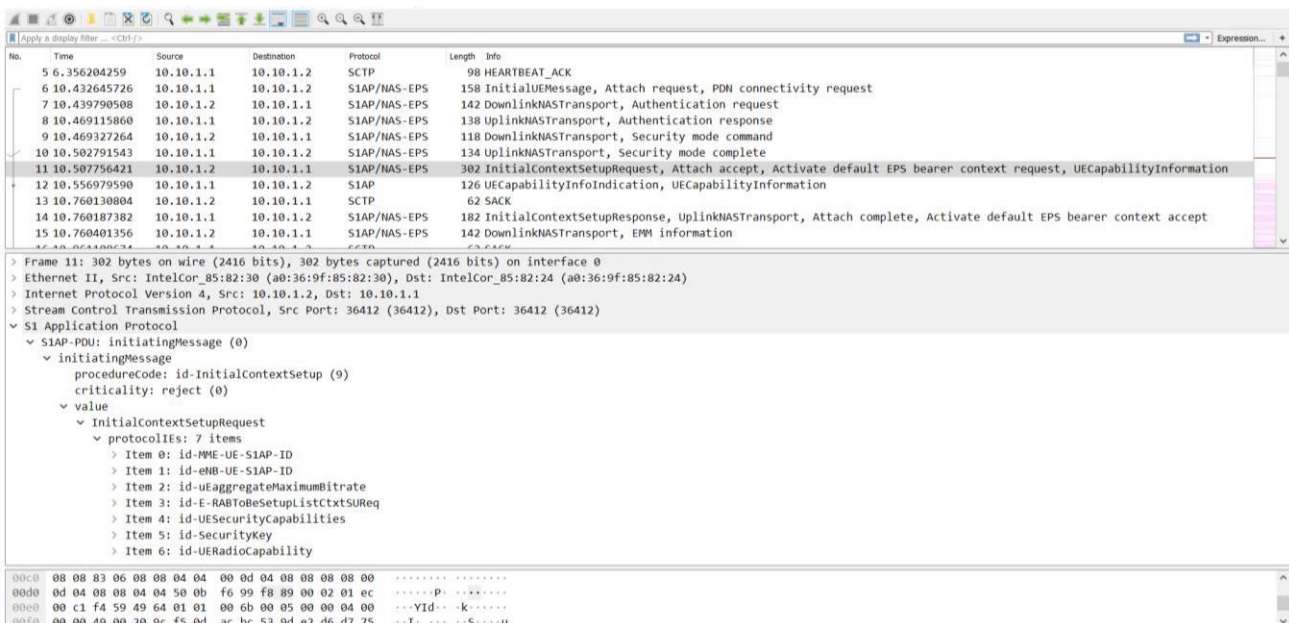 Apply a display filter ... <Ctrl-/> Expression... +
No. Time Source Destination Protocol Length Info
5 6.356204259 10.10.1.1 10.10.1.2 SCTP 98 HEARTBEAT_ACK
6 10.432645726 10.10.1.1 10.10.1.2 S1AP/NAS-EPS 158 InitialUEMessage, Attach request, PDN connectivity request
7 10.439790508 10.10.1.2 10.10.1.1 S1AP/NAS-EPS 142 DownlinkNASTransport, Authentication request
8 10.469115860 10.10.1.1 10.10.1.2 S1AP/NAS-EPS 138 UplinkNASTransport, Authentication response
9 10.469327264 10.10.1.2 10.10.1.1 S1AP/NAS-EPS 118 DownlinkNASTransport, Security mode command
10 10.502791543 10.10.1.1 10.10.1.2 S1AP/NAS-EPS 134 UplinkNASTransport, Security mode complete
11 10.507756421 10.10.1.2 10.10.1.1 S1AP/NAS-EPS 302 InitialContextSetupRequest, Attach accept, Activate default EPS bearer context request, UECapabilityInformation
12 10.556979590 10.10.1.1 10.10.1.2 S1AP 126 UECapabilityInfoIndication, UECapabilityInformation
13 10.760130804 10.10.1.2 10.10.1.1 SCTP 62 SACK
14 10.760187382 10.10.1.1 10.10.1.2 S1AP/NAS-EPS 182 InitialContextSetupResponse, UplinkNASTransport, Attach complete, Activate default EPS bearer context accept
15 10.760401356 10.10.1.2 10.10.1.1 S1AP/NAS-EPS 142 DownlinkNASTransport, EMM information
> Frame 11: 302 bytes on wire (2416 bits), 302 bytes captured (2416 bits) on interface 0
> Ethernet II, Src: IntelCor_85:82:30 (a0:36:9f:85:82:30), Dst: IntelCor_85:82:24 (a0:36:9f:85:82:24)
> Internet Protocol Version 4, Src: 10.10.1.2, Dst: 10.10.1.1
> Stream Control Transmission Protocol, Src Port: 36412 (36412), Dst Port: 36412 (36412)
S1 Application Protocol
S1AP-PDU: initiatingMessage (0)
initiatingMessage
procedureCode: id-InitialContextSetup (9)
criticality: reject (0)
value
InitialContextSetupRequest
protocolIEs: 7 items
> Item 0: id-MME-UE-S1AP-ID
> Item 1: id-eNB-UE-S1AP-ID
> Item 2: id-uEaggregateMaximumBitrate
> Item 3: id-E-RABToBeSetupListCtxtSUReq
> Item 4: id-UESecurityCapabilities
> Item 5: id-SecurityKey
> Item 6: id-UERadioCapability
00c0 08 08 83 06 08 08 04 04 00 0d 04 08 08 08 08 00 ········ ········
00d0 0d 04 08 08 04 04 50 0b f6 99 f8 89 00 02 01 ec ······P· ········
00e0 00 c1 f4 59 49 64 01 01 00 6b 00 05 00 00 04 00 ···YId·· ·k······